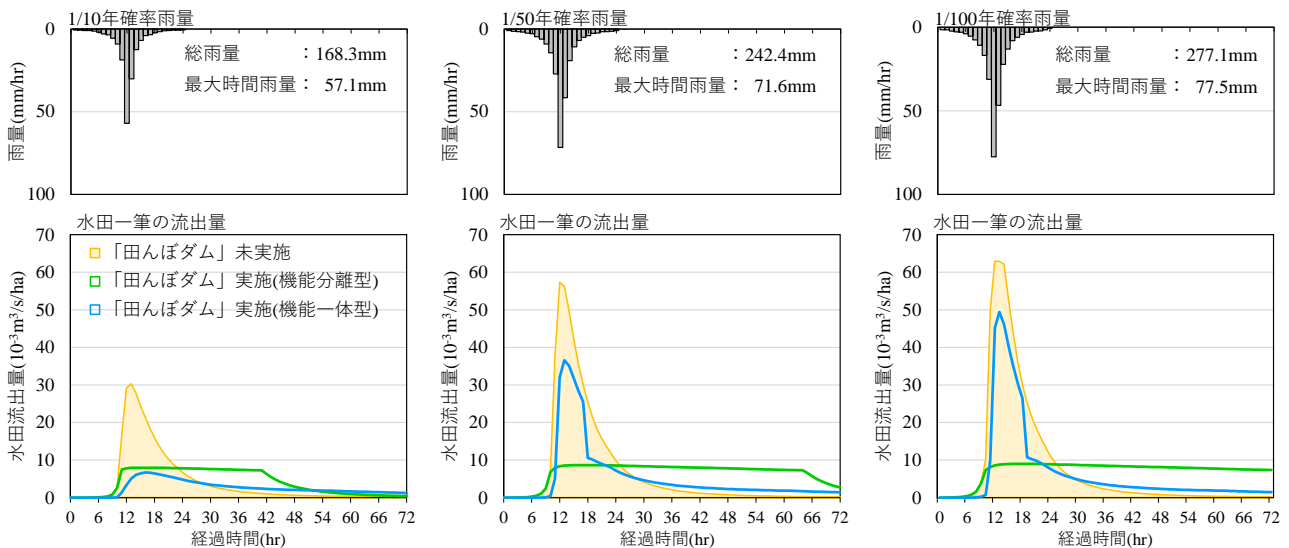 1/10年確率雨量
0
50
100
雨量(mm/hr)
総雨量 :168.3mm
最大時間雨量: 57.1mm
1/50年確率雨量
0
50
100
雨量(mm/hr)
総雨量 :242.4mm
最大時間雨量: 71.6mm
1/100年確率雨量
0
50
100
雨量(mm/hr)
総雨量 :277.1mm
最大時間雨量: 77.5mm
水田一筆の流出量
70
60
50
40
30
20
10
0
水田流出量(10⁻³m³/s/ha)
「田んぼダム」未実施
「田んぼダム」実施(機能分離型)
「田んぼダム」実施(機能一体型)
0 6 12 18 24 30 36 42 48 54 60 66 72
経過時間(hr)
水田一筆の流出量
70
60
50
40
30
20
10
0
水田流出量(10⁻³m³/s/ha)
0 6 12 18 24 30 36 42 48 54 60 66 72
経過時間(hr)
水田一筆の流出量
70
60
50
40
30
20
10
0
水田流出量(10⁻³m³/s/ha)
0 6 12 18 24 30 36 42 48 54 60 66 72
経過時間(hr)